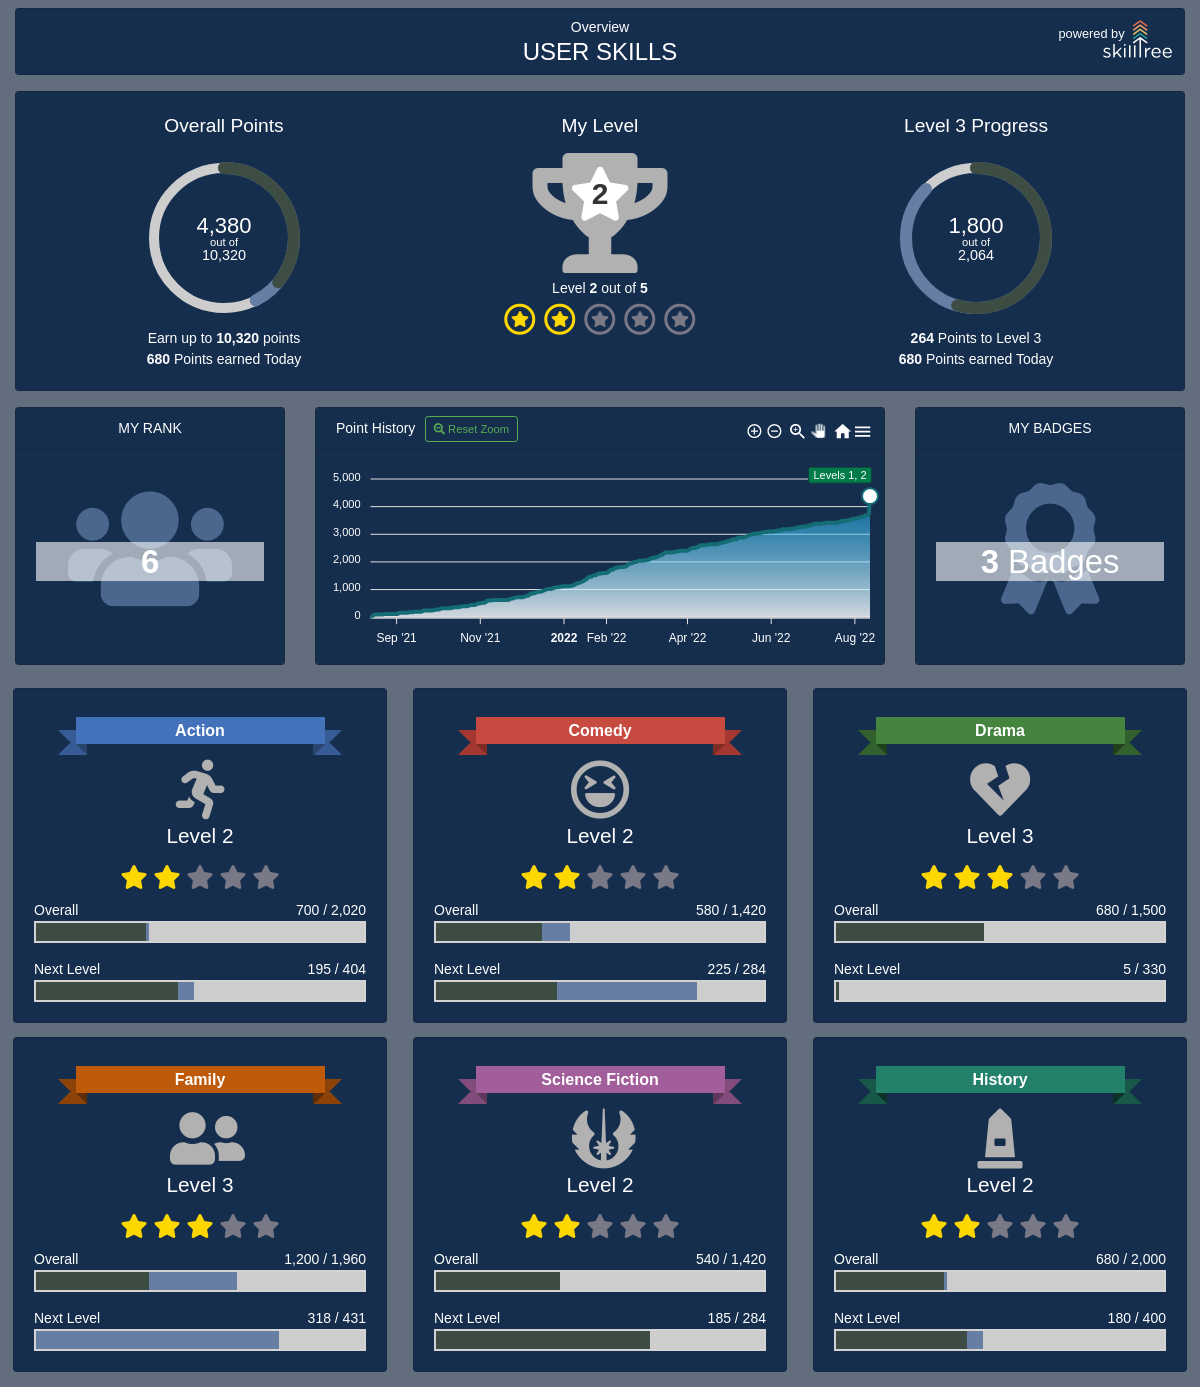 Overview
USER SKILLS
powered by
skilltree
Overall Points
4,380
out of
10,320
Earn up to 10,320 points
680 Points earned Today
My Level
2
Level 2 out of 5
Level 3 Progress
1,800
out of
2,064
264 Points to Level 3
680 Points earned Today
MY RANK
6
Point History
Reset Zoom
Levels 1, 2
5,000
4,000
3,000
2,000
1,000
0
Sep '21 Nov '21 2022 Feb '22 Apr '22 Jun '22 Aug '22
MY BADGES
3 Badges
Action
Level 2
Overall 700 / 2,020
Next Level 195 / 404
Comedy
Level 2
Overall 580 / 1,420
Next Level 225 / 284
Drama
Level 3
Overall 680 / 1,500
Next Level 5 / 330
Family
Level 3
Overall 1,200 / 1,960
Next Level 318 / 431
Science Fiction
Level 2
Overall 540 / 1,420
Next Level 185 / 284
History
Level 2
Overall 680 / 2,000
Next Level 180 / 400